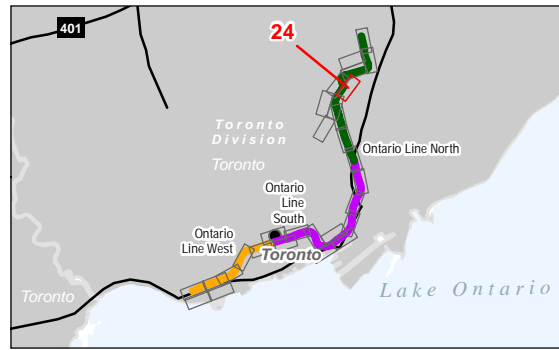 401
24
Toronto
Division
Toronto
Ontario Line North
Ontario
Line
South
Ontario
Line West
Toronto
Toronto
Lake Ontario